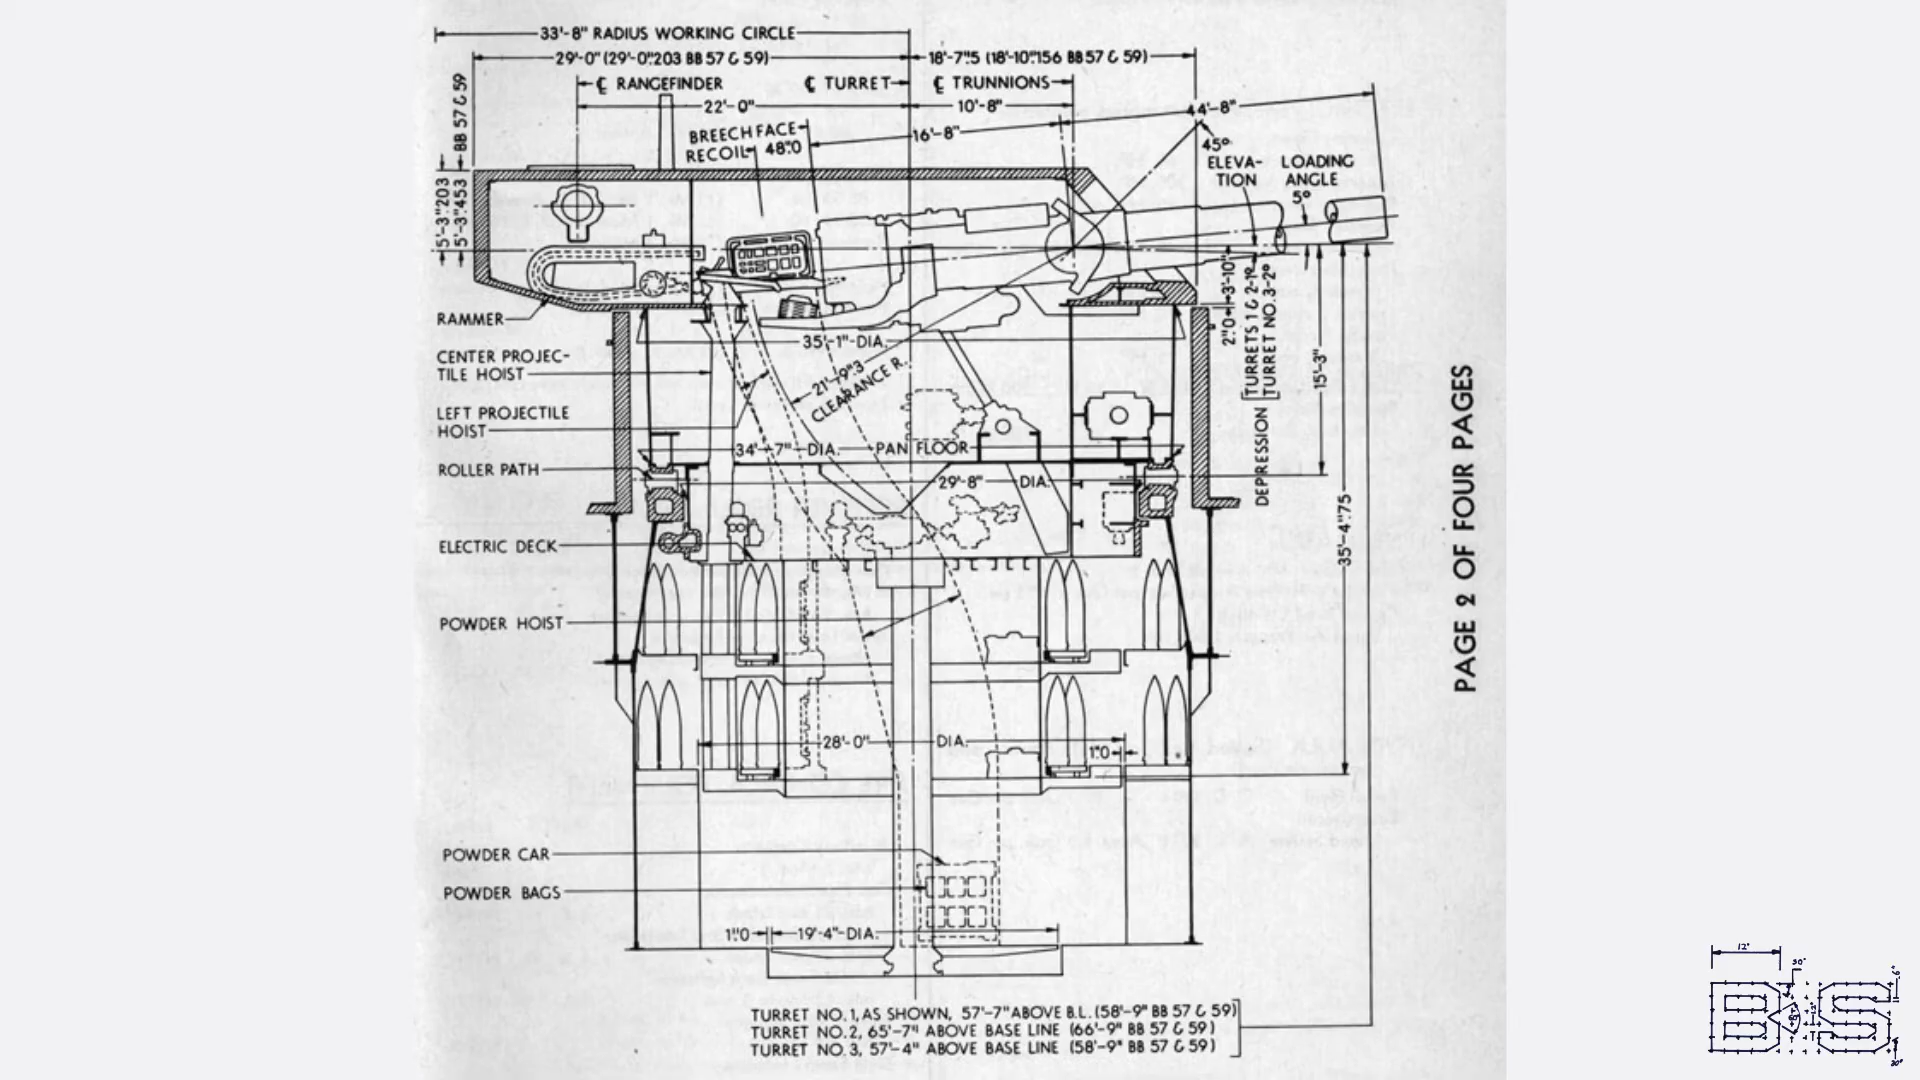 33'-8" RADIUS WORKING CIRCLE
29'-0" (29'-0"203 BB 57 & 59)
18'-7"5 (18'-10"156 BB 57 & 59)
℄ RANGEFINDER
℄ TURRET
℄ TRUNNIONS
22'-0"
10'-8"
44'-8"
BREECH FACE
RECOIL 48"0
16'-8"
45°
ELEVA-
TION
LOADING
ANGLE
5°
BB 57 & 59
5'-3"203
5'-3"453
RAMMER
CENTER PROJEC-
TILE HOIST
LEFT PROJECTILE
HOIST
ROLLER PATH
ELECTRIC DECK
POWDER HOIST
POWDER CAR
POWDER BAGS
35'-1" DIA.
21'-9"3
CLEARANCE R.
34'-7" DIA. PAN FLOOR
29'-8" DIA.
28'-0" DIA.
1"0
1"0
19'-4" DIA.
3'-10"
2"0
DEPRESSION
TURRETS 1 & 2-1°
TURRET NO. 3-2°
15'-3"
35'-4"75
PAGE 2 OF FOUR PAGES
TURRET NO. 1, AS SHOWN, 57'-7" ABOVE B.L. (58'-9" BB 57 & 59)
TURRET NO. 2, 65'-7" ABOVE BASE LINE (66'-9" BB 57 & 59)
TURRET NO. 3, 57'-4" ABOVE BASE LINE (58'-9" BB 57 & 59)
12"
30°